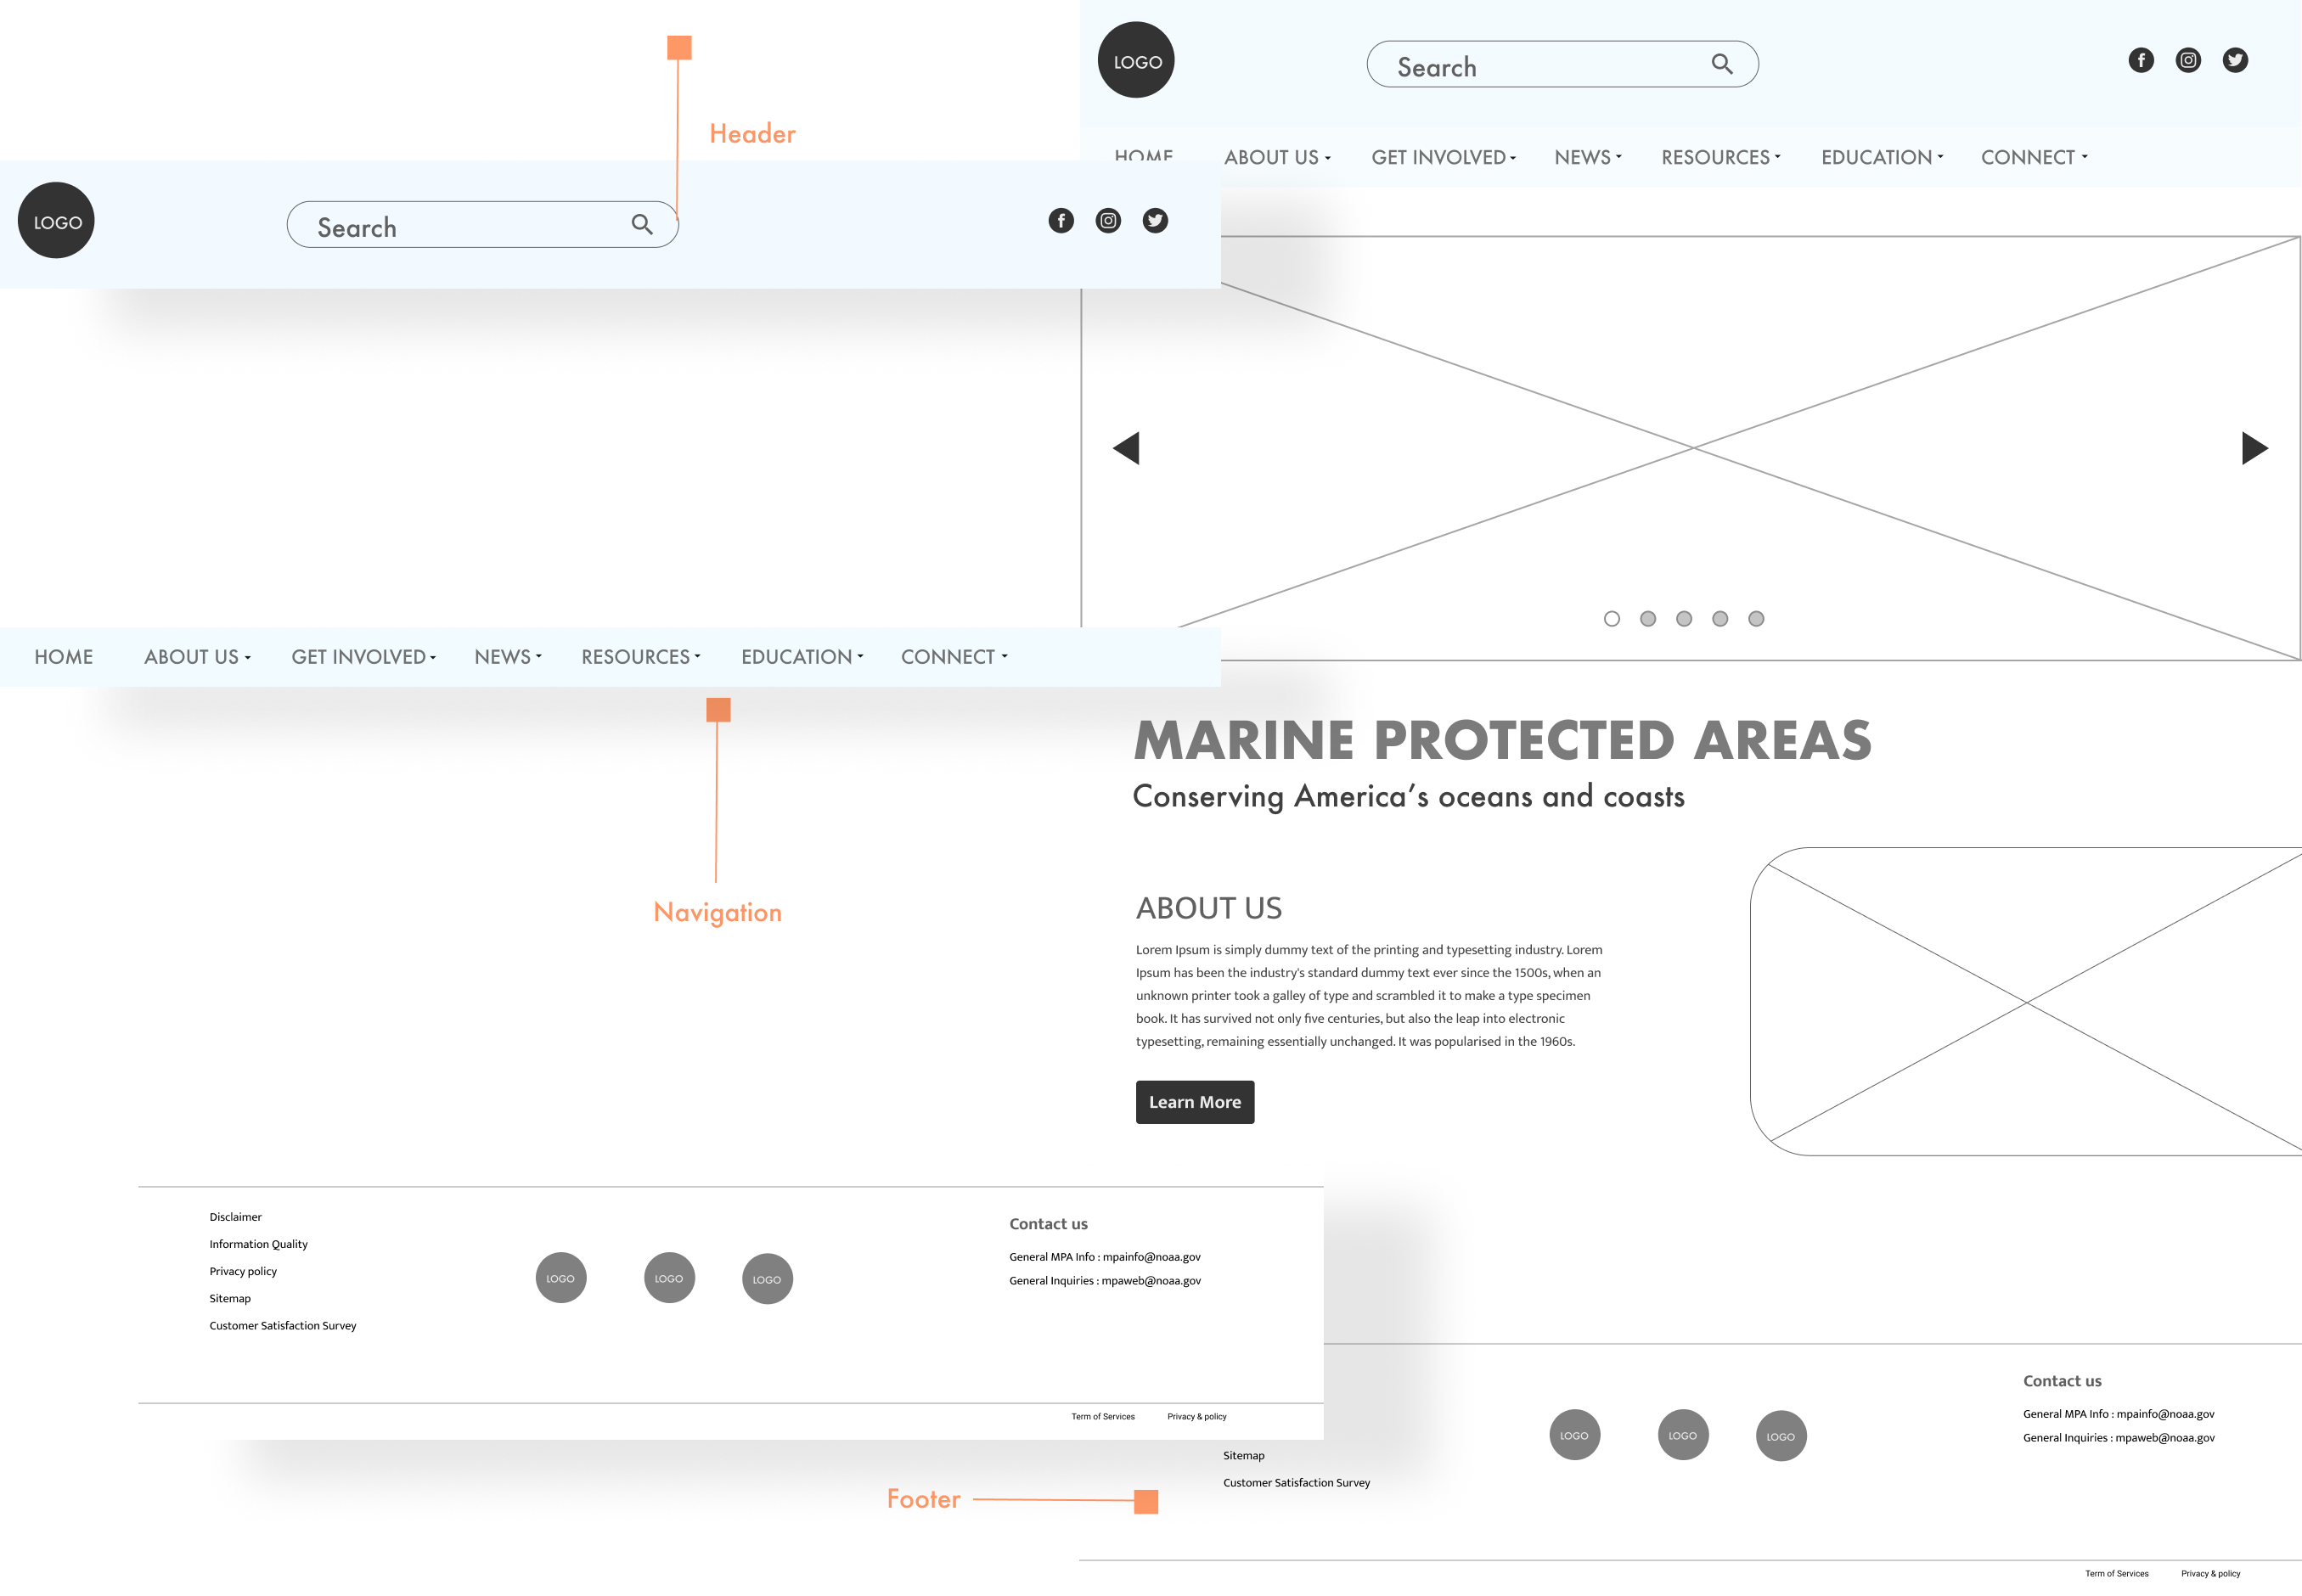 Header
LOGO
Search
LOGO
Search
HOME
ABOUT US
GET INVOLVED
NEWS
RESOURCES
EDUCATION
CONNECT
HOME
ABOUT US
GET INVOLVED
NEWS
RESOURCES
EDUCATION
CONNECT
Navigation
MARINE PROTECTED AREAS
Conserving America’s oceans and coasts
ABOUT US
Lorem Ipsum is simply dummy text of the printing and typesetting industry. Lorem
Ipsum has been the industry's standard dummy text ever since the 1500s, when an
unknown printer took a galley of type and scrambled it to make a type specimen
book. It has survived not only five centuries, but also the leap into electronic
typesetting, remaining essentially unchanged. It was popularised in the 1960s.
Learn More
Disclaimer
Information Quality
Privacy policy
Sitemap
Customer Satisfaction Survey
LOGO
LOGO
LOGO
Contact us
General MPA Info : mpainfo@noaa.gov
General Inquiries : mpaweb@noaa.gov
Term of Services
Privacy & policy
Footer
Sitemap
Customer Satisfaction Survey
LOGO
LOGO
LOGO
Contact us
General MPA Info : mpainfo@noaa.gov
General Inquiries : mpaweb@noaa.gov
Term of Services
Privacy & policy